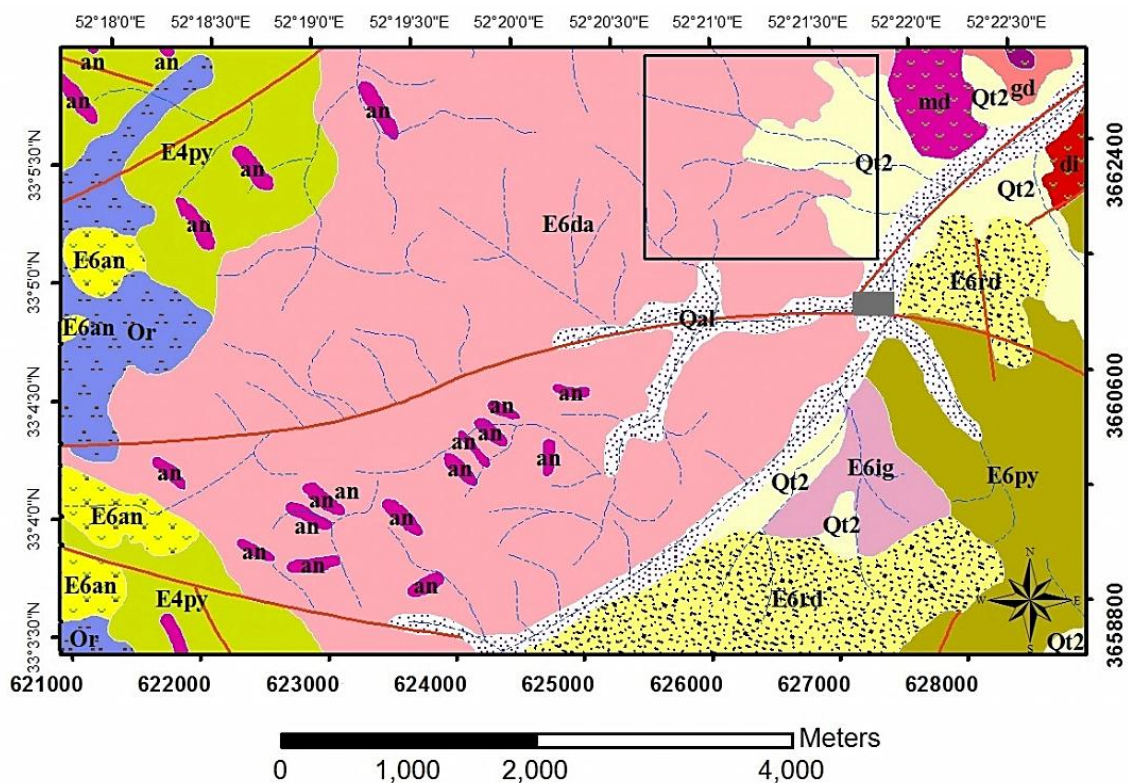 52°18'0"E 52°18'30"E 52°19'0"E 52°19'30"E 52°20'0"E 52°20'30"E 52°21'0"E 52°21'30"E 52°22'0"E 52°22'30"E
an an
an
an
md
Qt2
gd
Qt2
33°5'30"N
E4py
an
3662400
di
Qt2
an
E6da
E6an
E6rd
33°5'0"N
E6an
Or
Qal
3660600
33°4'30"N
an
an
an
an
an
an
an
E6py
Qt2
E6ig
an
an
an
an
E6an
33°4'0"N
Qt2
an
an
E6an
an
E4py
E6rd
N
W
E
S
3658800
33°3'30"N
Or
Qt2
621000 622000 623000 624000 625000 626000 627000 628000
Meters
0 1,000 2,000 4,000